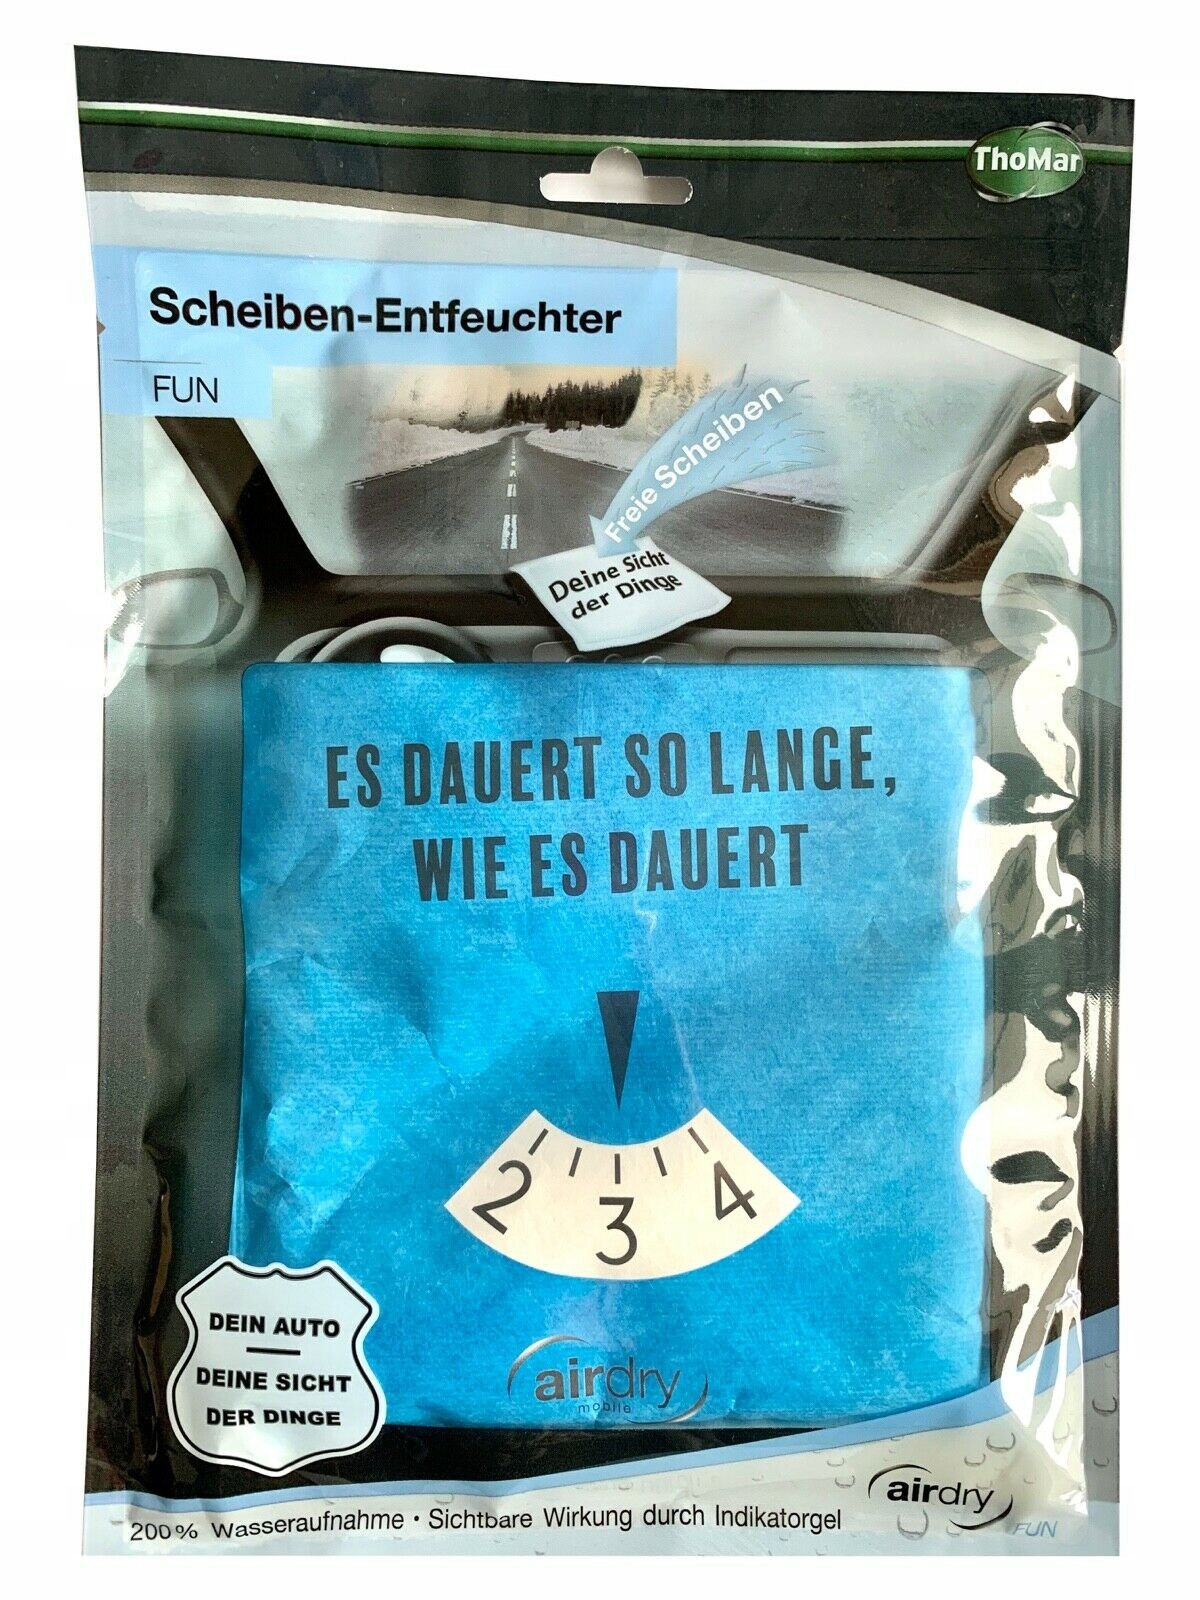 ThoMar
Scheiben-Entfeuchter
FUN
Freie Scheiben
Deine Sicht
der Dinge
ES DAUERT SO LANGE,
WIE ES DAUERT
2 3 4
airdry
mobile
DEIN AUTO
DEINE SICHT
DER DINGE
200% Wasseraufnahme • Sichtbare Wirkung durch Indikatorgel
airdry
FUN